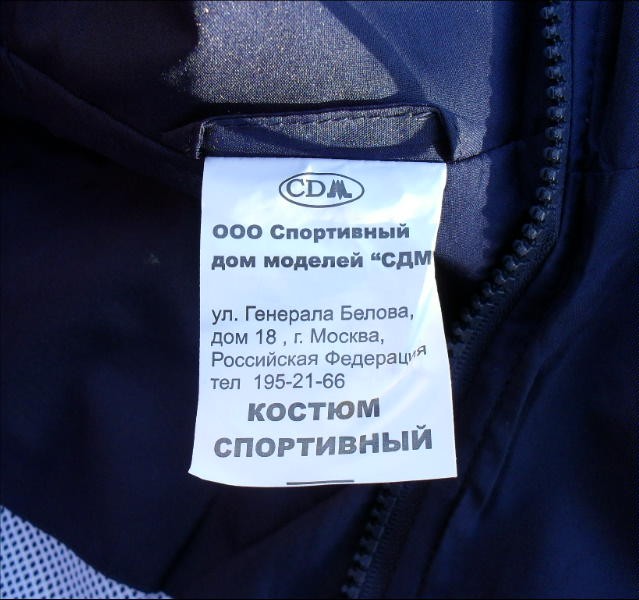 СDM
ООО Спортивный
дом моделей “СДМ
ул. Генерала Белова,
дом 18 , г. Москва,
Российская Федерация
тел 195-21-66
КОСТЮМ
СПОРТИВНЫЙ